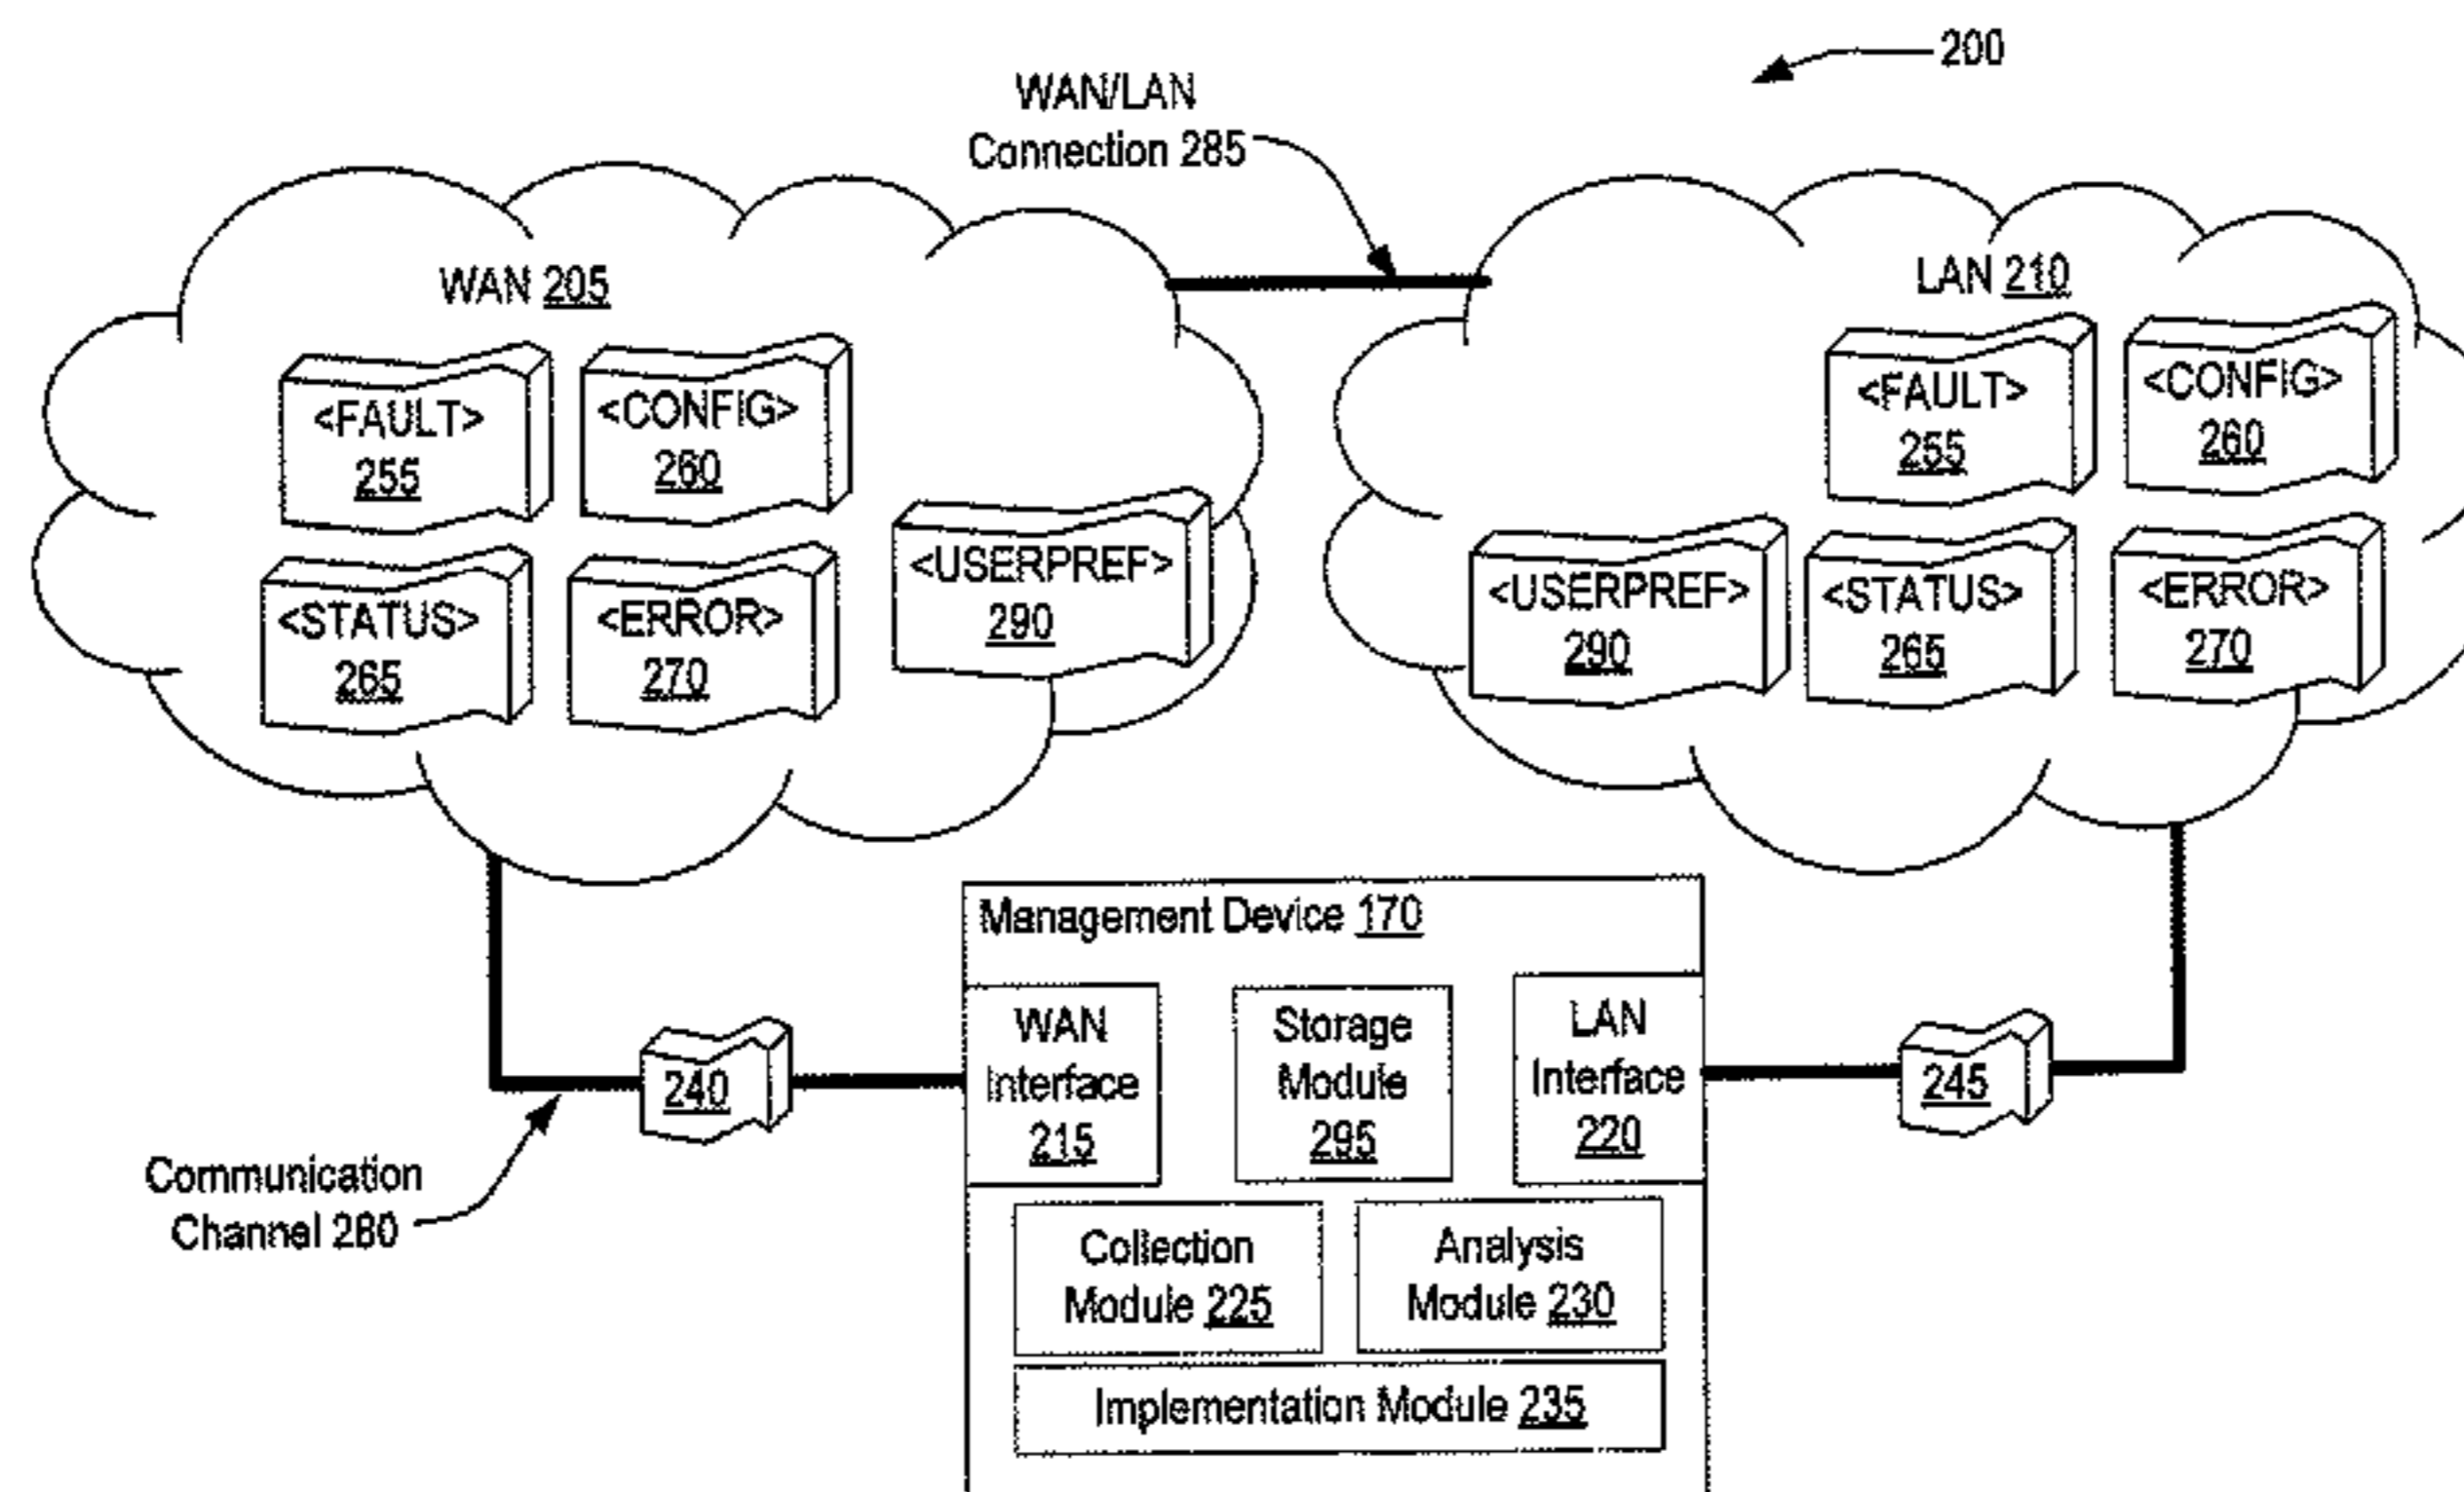 200
WAN/LAN
Connection 285
WAN 205
<FAULT>
255
<CONFIG>
260
<STATUS>
265
<ERROR>
270
<USERPREF>
290
LAN 210
<FAULT>
255
<CONFIG>
260
<USERPREF>
290
<STATUS>
265
<ERROR>
270
Management Device 170
WAN
Interface
215
Storage
Module
295
LAN
Interface
220
240
245
Communication
Channel 280
Collection
Module 225
Analysis
Module 230
Implementation Module 235